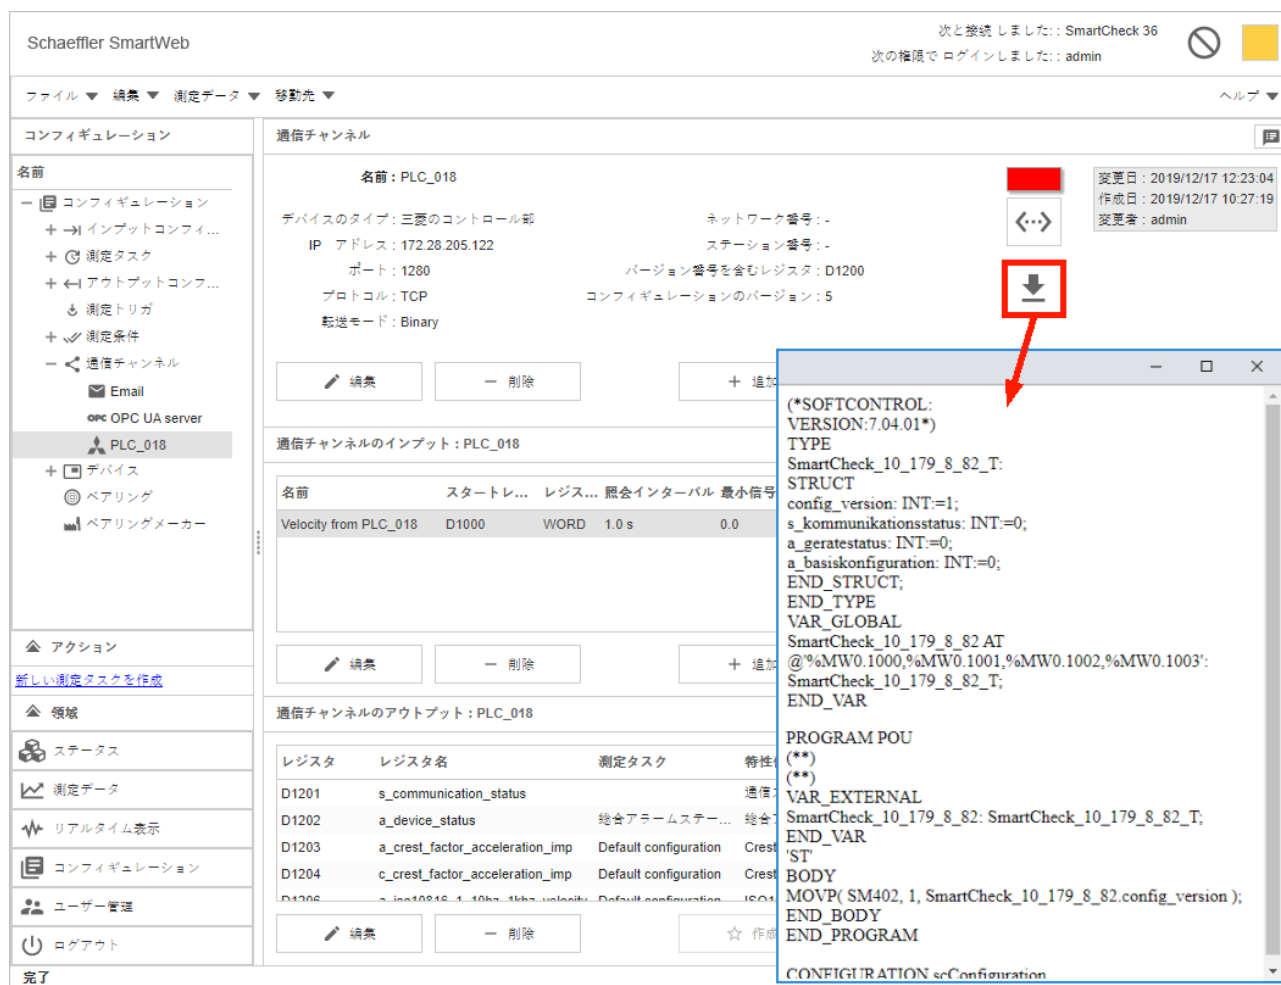 Schaeffler SmartWeb
次と接続 しました: : SmartCheck 36
次の権限で ログインしました: : admin
ファイル ▼ 編集 ▼ 測定データ ▼ 移動先 ▼ ヘルプ ▼
コンフィギュレーション
名前
コンフィギュレーション
インプットコンフィ...
測定タスク
アウトプットコンフ...
測定トリガ
測定条件
通信チャンネル
Email
OPC OPC UA server
PLC_018
デバイス
ベアリング
ベアリングメーカー
アクション
新しい測定タスクを作成
領域
ステータス
測定データ
リアルタイム表示
コンフィギュレーション
ユーザー管理
ログアウト
完了
通信チャンネル
名前 : PLC_018
デバイスのタイプ : 三菱のコントロール部
IP アドレス : 172.28.205.122
ポート : 1280
プロトコル : TCP
転送モード : Binary
ネットワーク番号 : -
ステーション番号 : -
バージョン番号を含むレジスタ : D1200
コンフィギュレーションのバージョン : 5
変更日 : 2019/12/17 12:23:04
作成日 : 2019/12/17 10:27:19
変更者 : admin
編集 削除 追加
通信チャンネルのインプット : PLC_018
名前 スタートレ... レジス... 照会インターバル 最小信号
Velocity from PLC_018 D1000 WORD 1.0 s 0.0
編集 削除 追加
通信チャンネルのアウトプット : PLC_018
レジスタ レジスタ名 測定タスク 特性
D1201 s_communication_status 通信
D1202 a_device_status 総合アラームステー... 総合
D1203 a_crest_factor_acceleration_imp Default configuration Crest
D1204 c_crest_factor_acceleration_imp Default configuration Crest
編集 削除 作成
(*SOFTCONTROL:
VERSION:7.04.01*)
TYPE
SmartCheck_10_179_8_82_T:
STRUCT
config_version: INT:=1;
s_kommunikationsstatus: INT:=0;
a_geratestatus: INT:=0;
a_basiskonfiguration: INT:=0;
END_STRUCT;
END_TYPE
VAR_GLOBAL
SmartCheck_10_179_8_82 AT
@'%MW0.1000,%MW0.1001,%MW0.1002,%MW0.1003':
SmartCheck_10_179_8_82_T;
END_VAR
PROGRAM POU
(**)
(**)
VAR_EXTERNAL
SmartCheck_10_179_8_82: SmartCheck_10_179_8_82_T;
END_VAR
'ST'
BODY
MOVP( SM402, 1, SmartCheck_10_179_8_82.config_version );
END_BODY
END_PROGRAM
CONFIGURATION scConfiguration